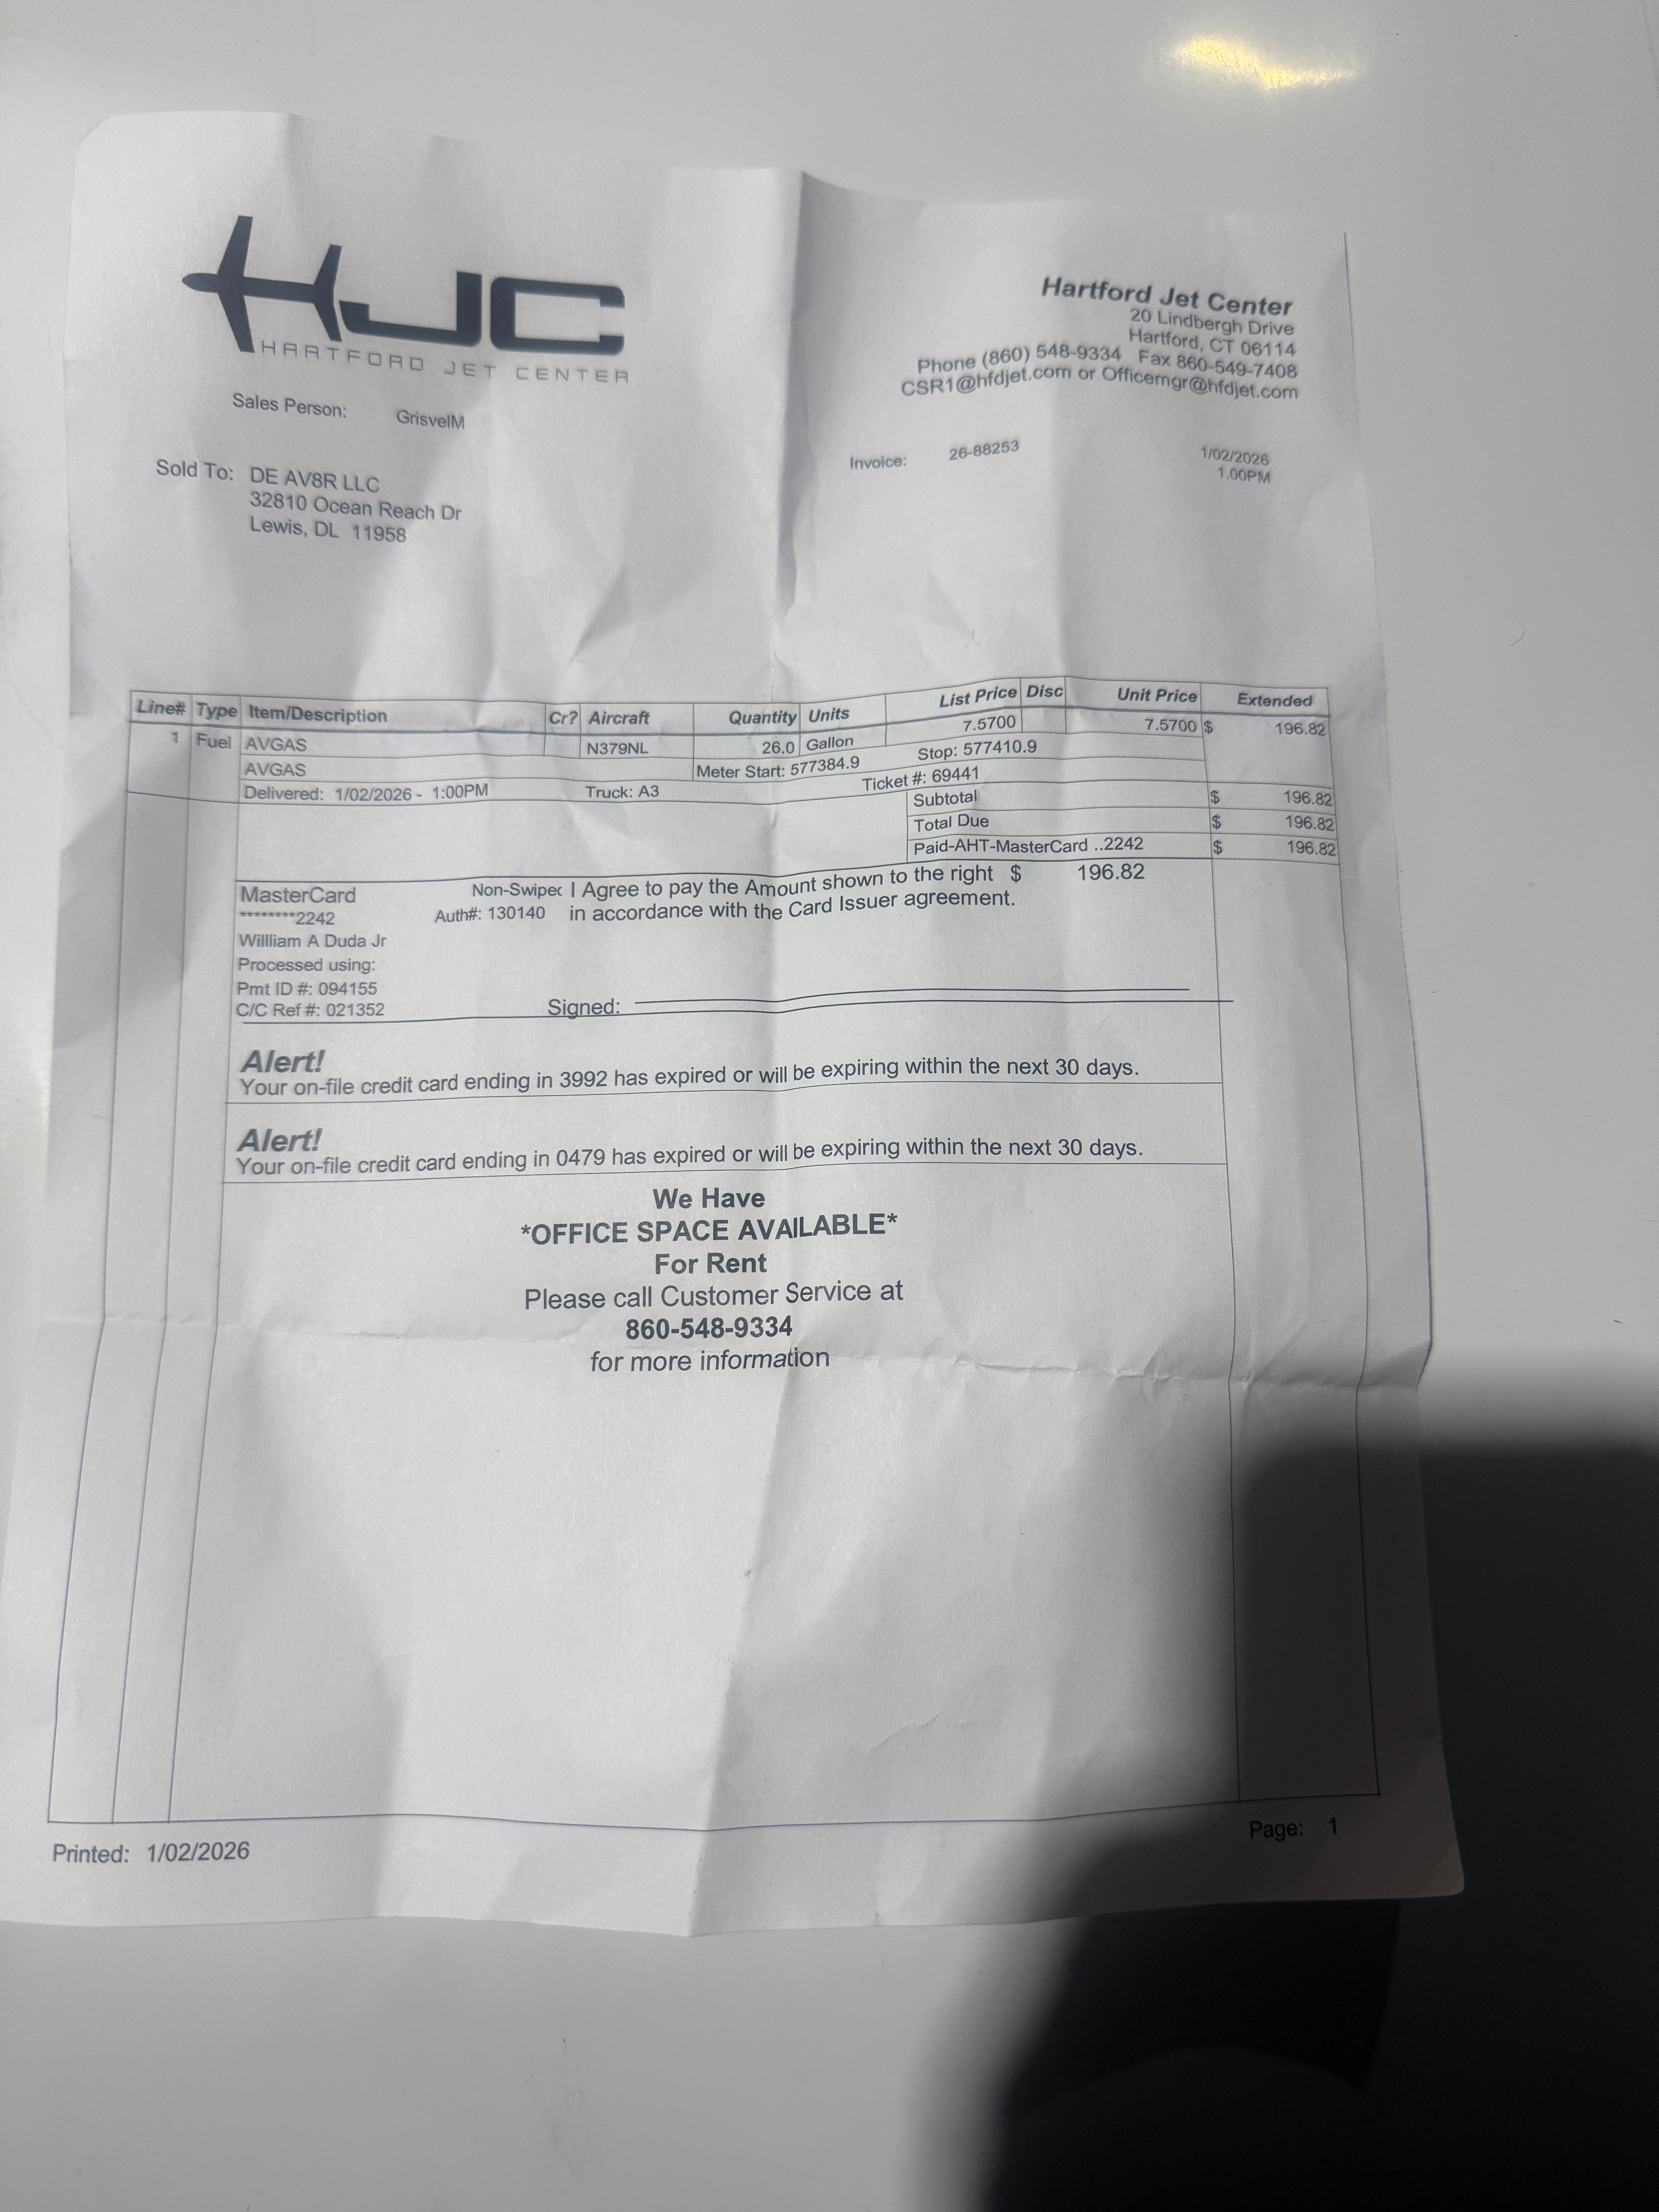 HJC
HARTFORD JET CENTER
Hartford Jet Center
20 Lindbergh Drive
Hartford, CT 06114
Phone (860) 548-9334 Fax 860-549-7408
CSR1@hfdjet.com or Officemgr@hfdjet.com
Sales Person: GrisvelM
Invoice: 26-88253 1/02/2026
1.00PM
Sold To: DE AV8R LLC
32810 Ocean Reach Dr
Lewis, DL 11958
Line# Type Item/Description Cr? Aircraft Quantity Units List Price Disc Unit Price Extended
1 Fuel AVGAS N379NL 26.0 Gallon 7.5700 7.5700 $ 196.82
AVGAS Meter Start: 577384.9 Stop: 577410.9
Delivered: 1/02/2026 - 1:00PM Truck: A3 Ticket #: 69441
Subtotal $ 196.82
Total Due $ 196.82
Paid-AHT-MasterCard ..2242 $ 196.82
MasterCard Non-Swipec I Agree to pay the Amount shown to the right $ 196.82
********2242 Auth#: 130140 in accordance with the Card Issuer agreement.
Willliam A Duda Jr
Processed using:
Pmt ID #: 094155
C/C Ref #: 021352 Signed:
Alert!
Your on-file credit card ending in 3992 has expired or will be expiring within the next 30 days.
Alert!
Your on-file credit card ending in 0479 has expired or will be expiring within the next 30 days.
We Have
*OFFICE SPACE AVAILABLE*
For Rent
Please call Customer Service at
860-548-9334
for more information
Printed: 1/02/2026 Page: 1